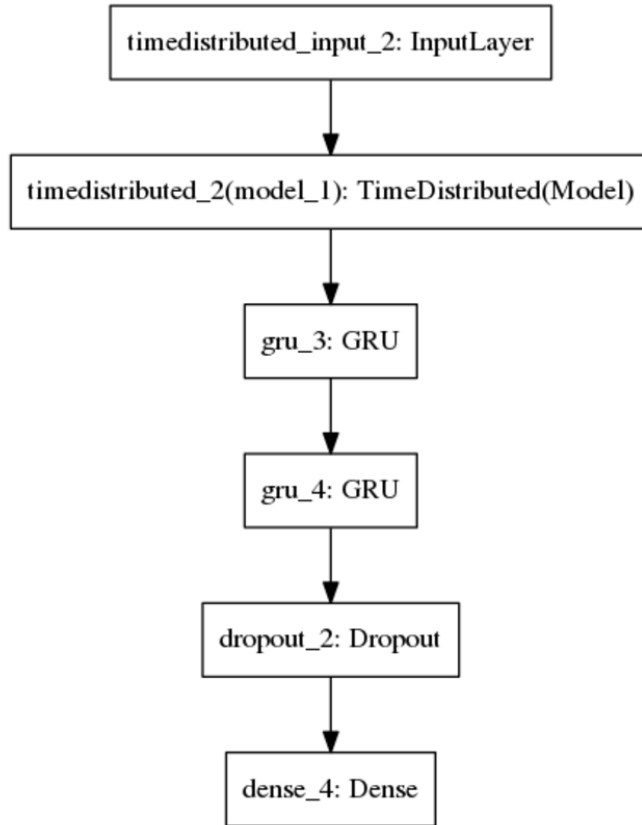 timedistributed_input_2: InputLayer
timedistributed_2(model_1): TimeDistributed(Model)
gru_3: GRU
gru_4: GRU
dropout_2: Dropout
dense_4: Dense